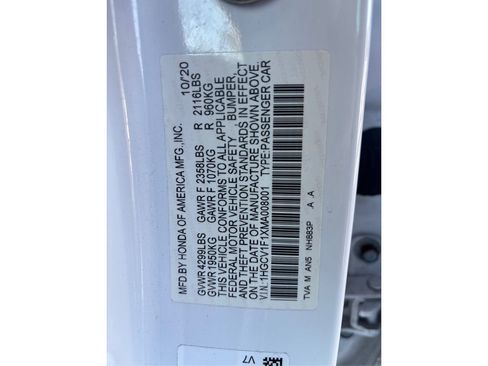 MFD.BY HONDA OF AMERICA MFG.,INC. 10/'20
GVWR 4299LBS GAWR F 2358LBS R 2116LBS
GVWR 1950KG GAWR F 1070KG R 960KG
THIS VEHICLE CONFORMS TO ALL APPLICABLE
FEDERAL MOTOR VEHICLE SAFETY, BUMPER,
AND THEFT PREVENTION STANDARDS IN EFFECT
ON THE DATE OF MANUFACTURE SHOWN ABOVE.
V.I.N.:1HGCV1F1XMA008001 TYPE:PASSENGER CAR
TVA M AN5 NH883P A A
V7